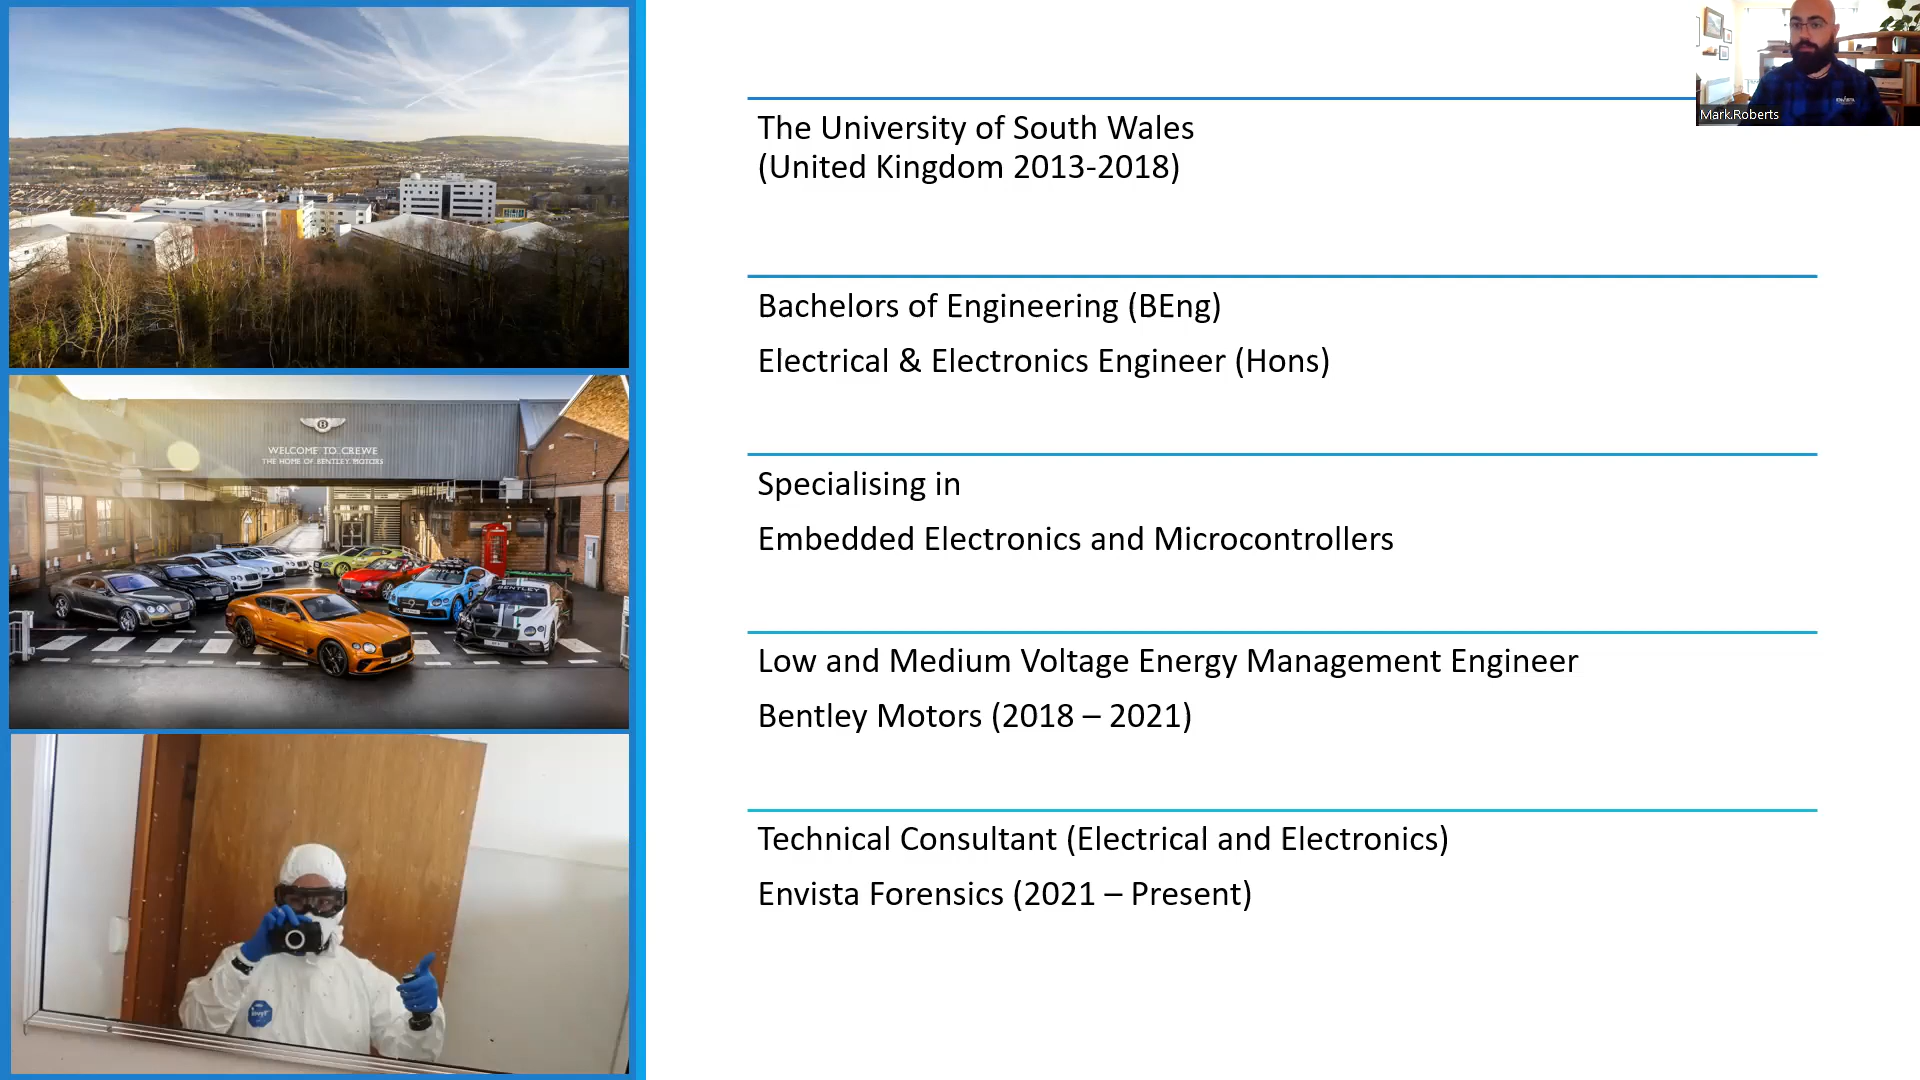 The University of South Wales
(United Kingdom 2013-2018)
Bachelors of Engineering (BEng)
Electrical & Electronics Engineer (Hons)
Specialising in
Embedded Electronics and Microcontrollers
Low and Medium Voltage Energy Management Engineer
Bentley Motors (2018 – 2021)
Technical Consultant (Electrical and Electronics)
Envista Forensics (2021 – Present)
Mark.Roberts
WELCOME TO CREWE
THE HOME OF BENTLEY MOTORS
BENTLEY